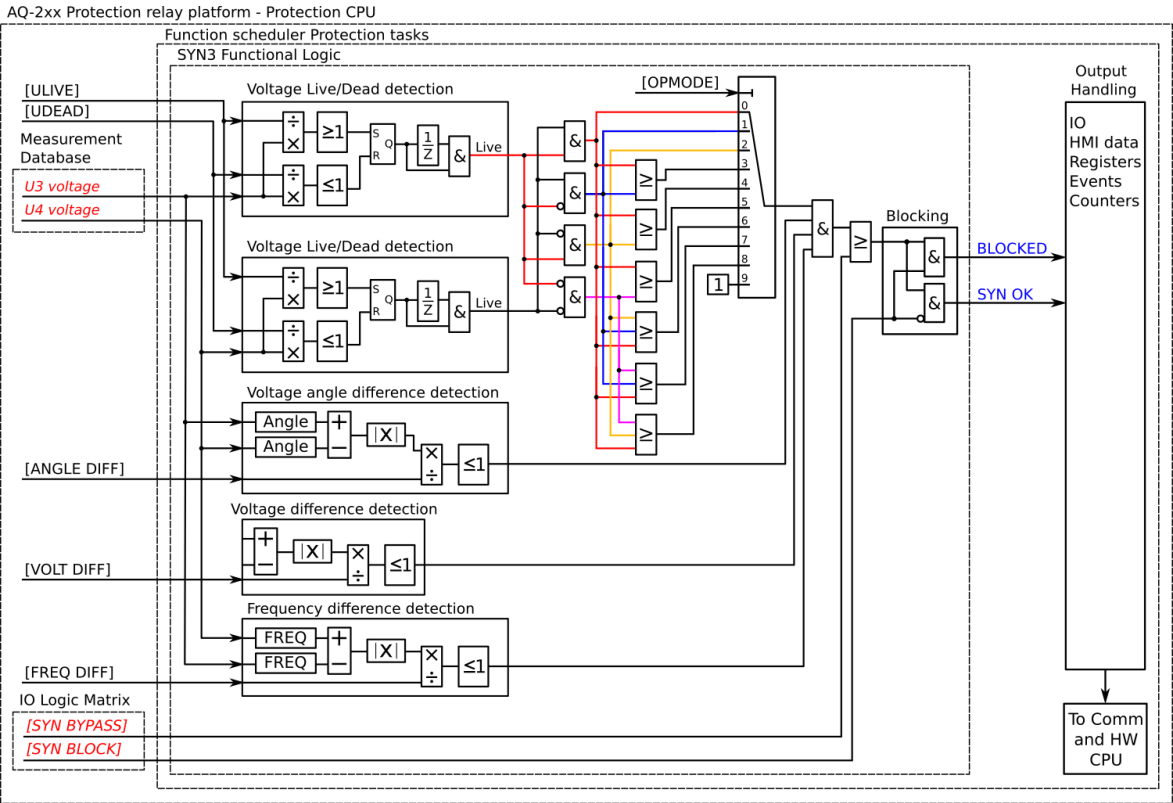 AQ-2xx Protection relay platform - Protection CPU
Function scheduler Protection tasks
SYN3 Functional Logic
[ULIVE]
[UDEAD]
Measurement
Database
U3 voltage
U4 voltage
Voltage Live/Dead detection
÷
×
≥1
÷
×
≤1
S
Q
R
1
Z
&
Live
Voltage Live/Dead detection
÷
×
≥1
÷
×
≤1
S
Q
R
1
Z
&
Live
&
&
&
&
≥
≥
≥
≥
≥
≥
[OPMODE]
0
1
2
3
4
5
6
7
8
9
1
&
≥
Blocking
&
&
BLOCKED
SYN OK
Output
Handling
IO
HMI data
Registers
Events
Counters
Voltage angle difference detection
Angle
Angle
+
−
|X|
×
÷
≤1
[ANGLE DIFF]
Voltage difference detection
+
−
|X|
×
÷
≤1
[VOLT DIFF]
Frequency difference detection
FREQ
FREQ
+
−
|X|
×
÷
≤1
[FREQ DIFF]
IO Logic Matrix
[SYN BYPASS]
[SYN BLOCK]
To Comm
and HW
CPU